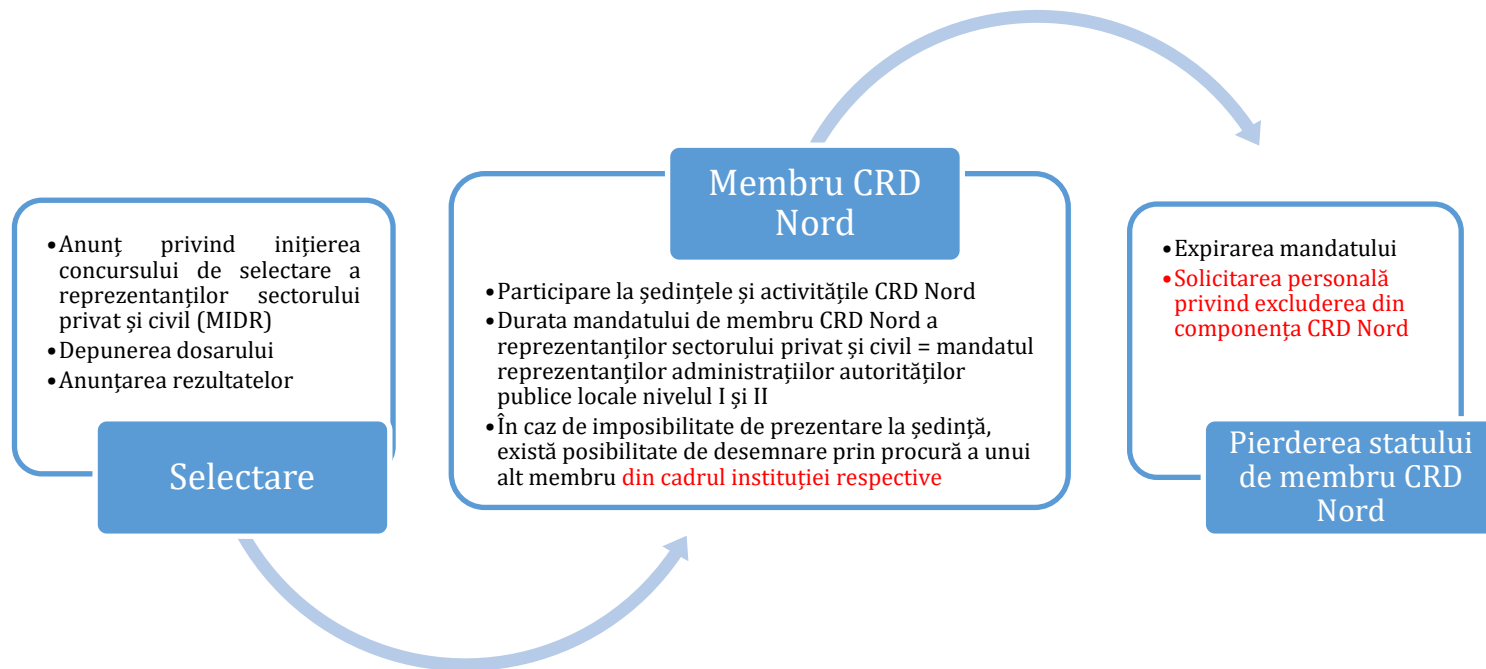 •Anunț privind inițierea
concursului de selectare a
reprezentanților sectorului
privat și civil (MIDR)
•Depunerea dosarului
•Anunțarea rezultatelor
Selectare
Membru CRD
Nord
•Participare la ședințele și activitățile CRD Nord
•Durata mandatului de membru CRD Nord a
reprezentanților sectorului privat și civil = mandatul
reprezentanților administrațiilor autorităților
publice locale nivelul I și II
•În caz de imposibilitate de prezentare la ședință,
există posibilitate de desemnare prin procură a unui
alt membru din cadrul instituției respective
•Expirarea mandatului
•Solicitarea personală
privind excluderea din
componența CRD Nord
Pierderea statului
de membru CRD
Nord